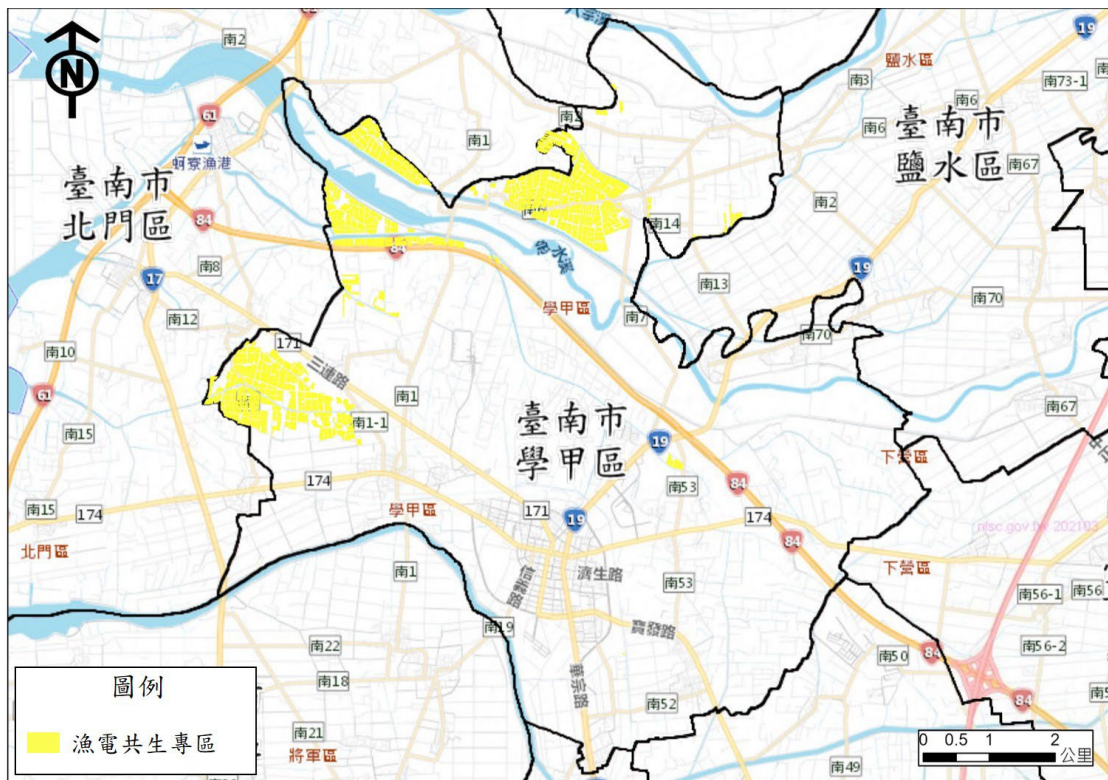 N
南2
61
南1
南2
八掌溪
鹽水區
19
南3
南6
南6
南73-1
臺南市
鹽水區
南67
蚵寮漁港
臺南市
北門區
84
17
南8
84
急水溪
南14
南2
南13
19
南70
南12
學甲區
南7
南70
南10
171
三連路
61
南1
南1-1
臺南市
學甲區
19
南67
南15
下營區
174
南53
84
南15
174
學甲區
171
19
174
84
nlsc.gov.tw 202103
北門區
南1
濟生路
南53
下營區
南56-1
南56
信義路
南19
寶發路
南22
南50
84
南56-2
南18
華宗路
南52
84
南21
將軍區
南49
圖例
漁電共生專區
0 0.5 1 2
公里